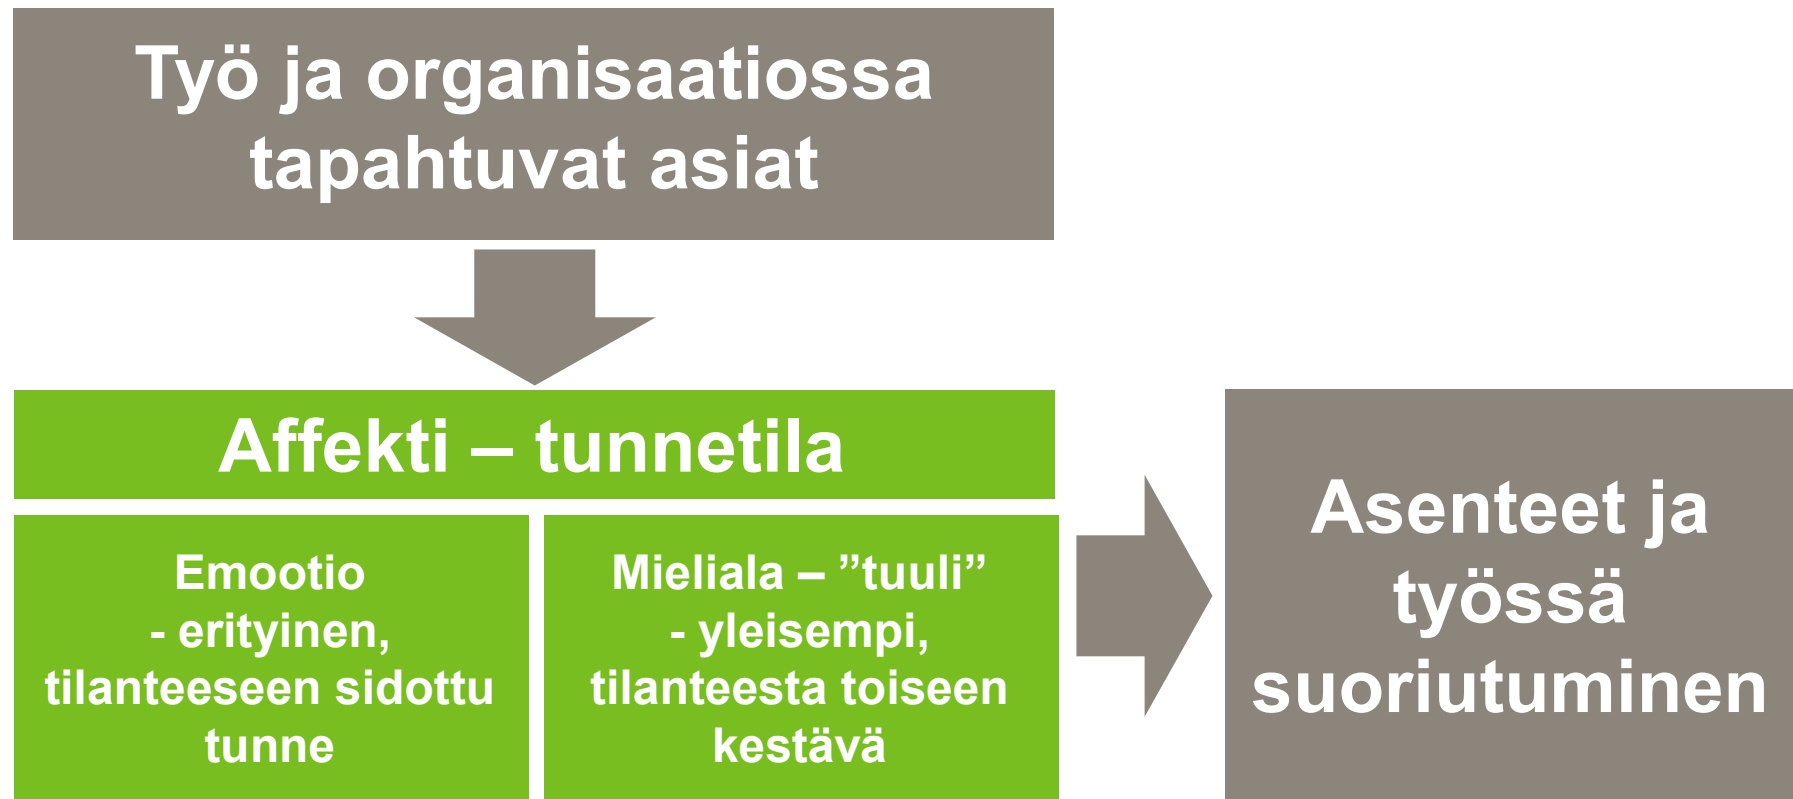 Työ ja organisaatiossa
tapahtuvat asiat
Affekti – tunnetila
Emootio
- erityinen,
tilanteeseen sidottu
tunne
Mieliala – ”tuuli”
- yleisempi,
tilanteesta toiseen
kestävä
Asenteet ja
työssä
suoriutuminen